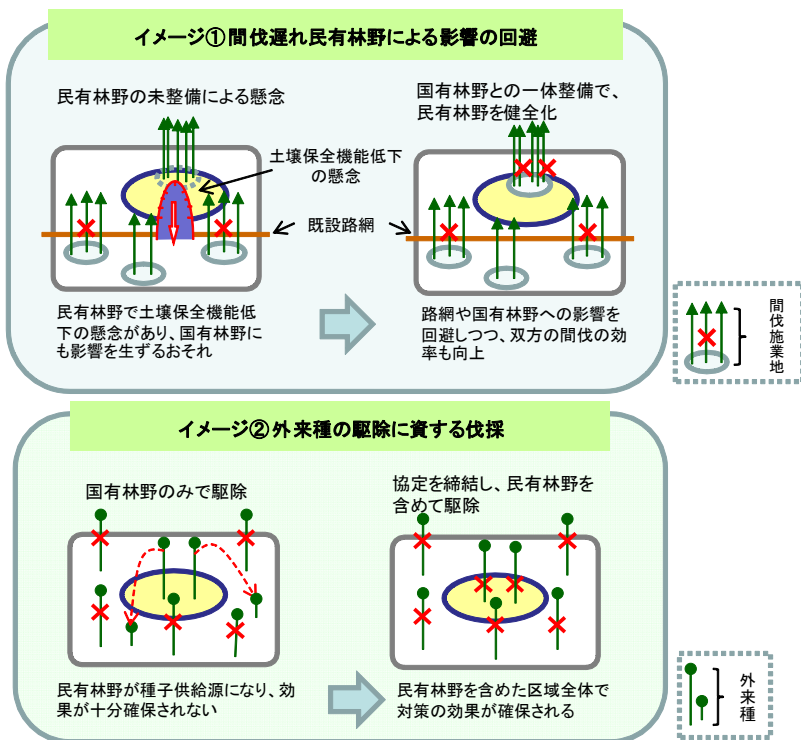 イメージ①間伐遅れ民有林野による影響の回避
民有林野の未整備による懸念
国有林野との一体整備で、
民有林野を健全化
土壌保全機能低下
の懸念
既設路網
民有林野で土壌保全機能低
下の懸念があり、国有林野に
も影響を生ずるおそれ
路網や国有林野への影響を
回避しつつ、双方の間伐の効
率も向上
間伐施業地
イメージ②外来種の駆除に資する伐採
国有林野のみで駆除
協定を締結し、民有林野を
含めて駆除
民有林野が種子供給源になり、効
果が十分確保されない
民有林野を含めた区域全体で
対策の効果が確保される
外来種